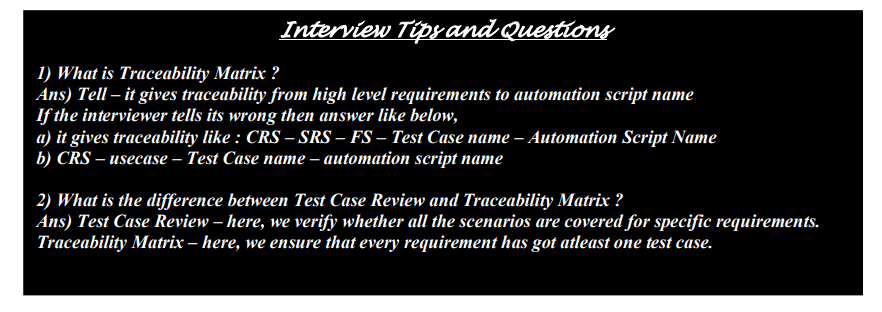 Interview Tips and Questions
1) What is Traceability Matrix ?
Ans) Tell – it gives traceability from high level requirements to automation script name
If the interviewer tells its wrong then answer like below,
a) it gives traceability like : CRS – SRS – FS – Test Case name – Automation Script Name
b) CRS – usecase – Test Case name – automation script name
2) What is the difference between Test Case Review and Traceability Matrix ?
Ans) Test Case Review – here, we verify whether all the scenarios are covered for specific requirements.
Traceability Matrix – here, we ensure that every requirement has got atleast one test case.